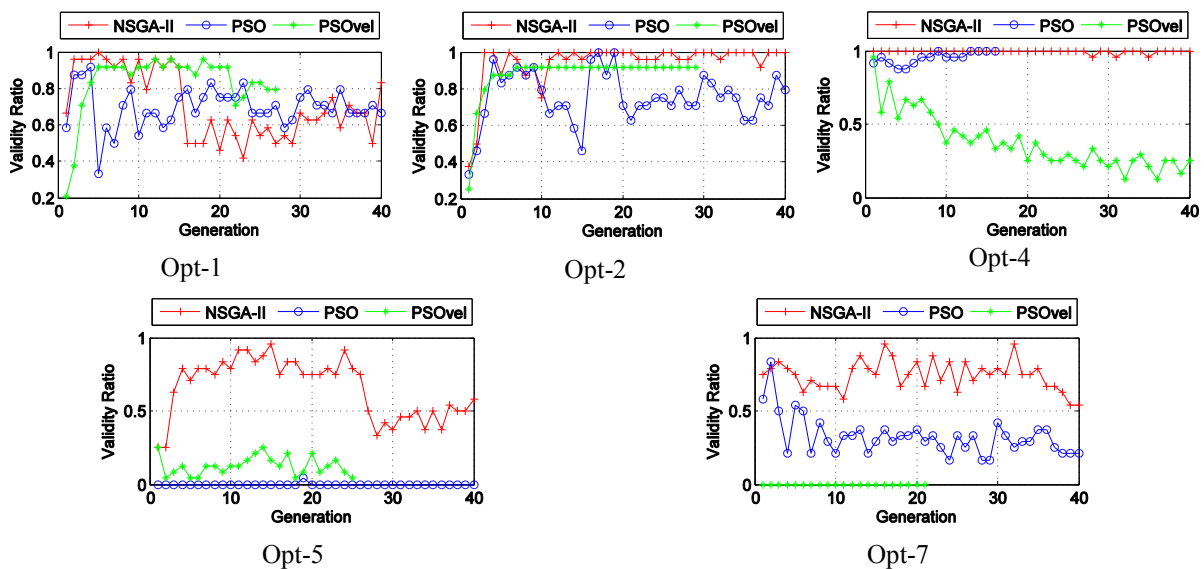 NSGA-II PSO PSOvel
1
0.8
0.6
0.4
0.2
0 10 20 30 40
Validity Ratio
Generation
Opt-1
NSGA-II PSO PSOvel
1
0.8
0.6
0.4
0.2
0 10 20 30 40
Validity Ratio
Generation
Opt-2
NSGA-II PSO PSOvel
1
0.5
0
0 10 20 30 40
Validity Ratio
Generation
Opt-4
NSGA-II PSO PSOvel
1
0.5
0
0 10 20 30 40
Validity Ratio
Generation
Opt-5
NSGA-II PSO PSOvel
1
0.5
0
0 10 20 30 40
Validity Ratio
Generation
Opt-7